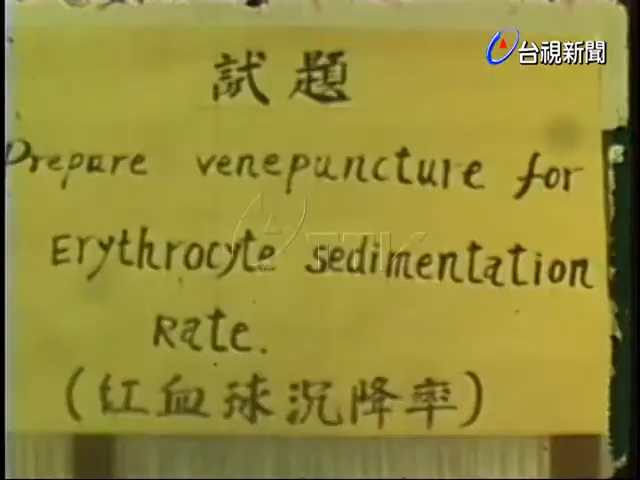 台視新聞
試題
Prepare venepuncture for
Erythrocyte sedimentation
Rate.
(紅血球沉降率)